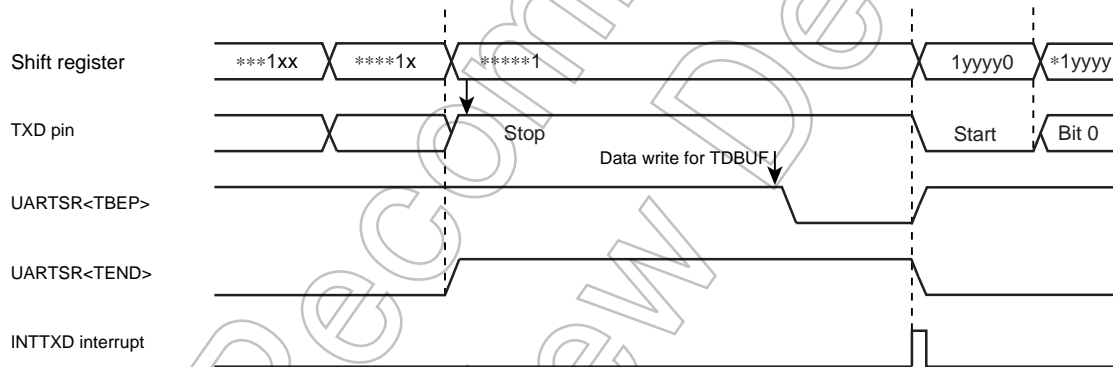 Shift register ***1xx ****1x *****1 1yyyy0 *1yyyy
TXD pin Stop Start Bit 0
Data write for TDBUF
UARTSR<TBEP>
UARTSR<TEND>
INTTXD interrupt